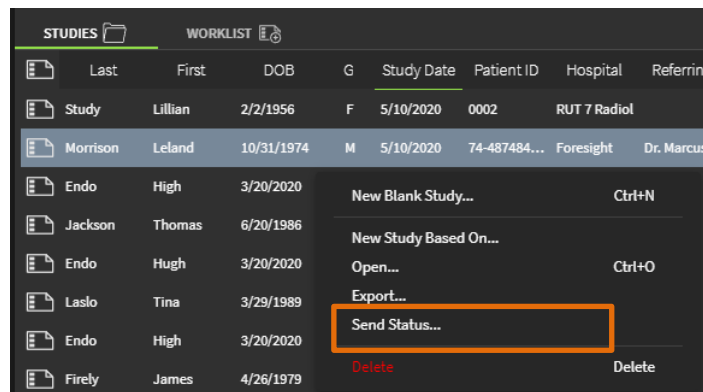 STUDIES WORKLIST
Last First DOB G Study Date Patient ID Hospital Referrin
Study Lillian 2/2/1956 F 5/10/2020 0002 RUT 7 Radiol
Morrison Leland 10/31/1974 M 5/10/2020 74-487484... Foresight Dr. Marcus
Endo High 3/20/2020
New Blank Study... Ctrl+N
Jackson Thomas 6/20/1986
New Study Based On...
Endo Hugh 3/20/2020
Open... Ctrl+O
Export...
Laslo Tina 3/29/1989
Send Status...
Endo High 3/20/2020
Delete Delete
Firely James 4/26/1979